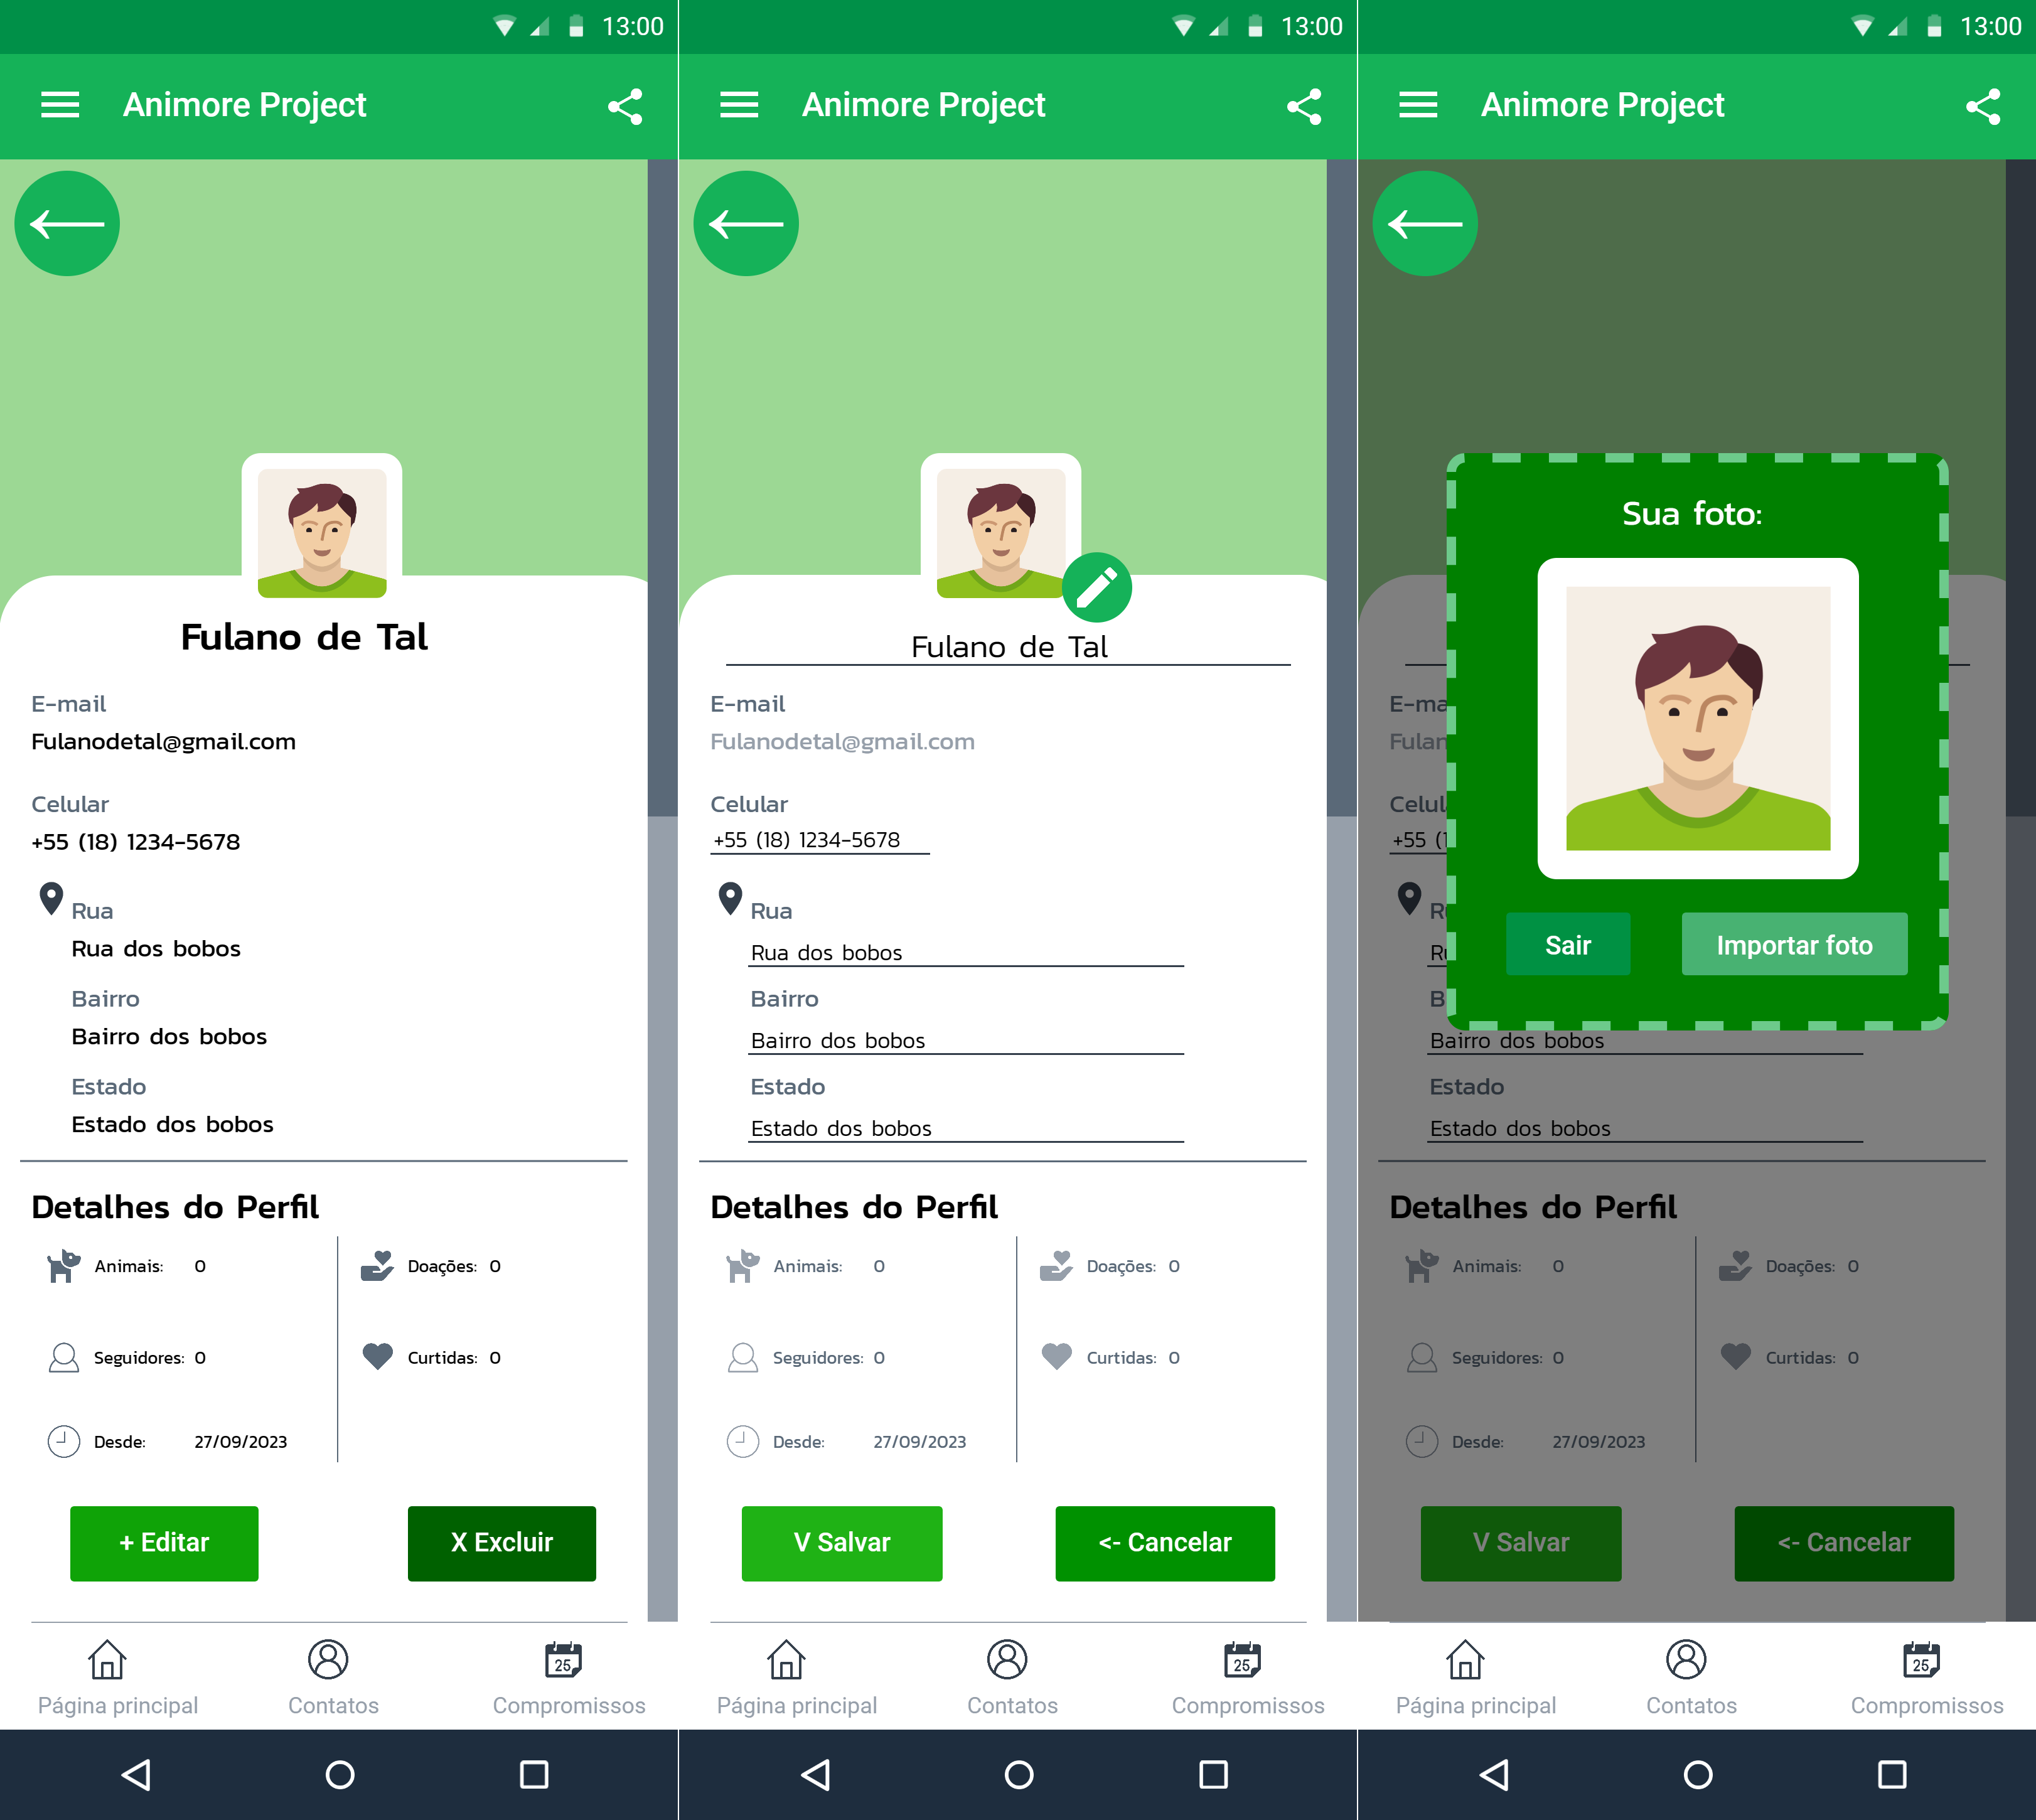 13:00
Animore Project
Fulano de Tal
E-mail
Fulanodetal@gmail.com
Celular
+55 (18) 1234-5678
Rua
Rua dos bobos
Bairro
Bairro dos bobos
Estado
Estado dos bobos
Detalhes do Perfil
Animais: 0 Doações: 0
Seguidores: 0 Curtidas: 0
Desde: 27/09/2023
+ Editar X Excluir
25
Página principal Contatos Compromissos
13:00
Animore Project
Fulano de Tal
E-mail
Fulanodetal@gmail.com
Celular
+55 (18) 1234-5678
Rua
Rua dos bobos
Bairro
Bairro dos bobos
Estado
Estado dos bobos
Detalhes do Perfil
Animais: 0 Doações: 0
Seguidores: 0 Curtidas: 0
Desde: 27/09/2023
V Salvar <- Cancelar
25
Página principal Contatos Compromissos
13:00
Animore Project
Sua foto:
E-ma
Fulan
Celul
+55 (1
Sair Importar foto
Bairro dos bobos
Estado
Estado dos bobos
Detalhes do Perfil
Animais: 0 Doações: 0
Seguidores: 0 Curtidas: 0
Desde: 27/09/2023
V Salvar <- Cancelar
25
Página principal Contatos Compromissos